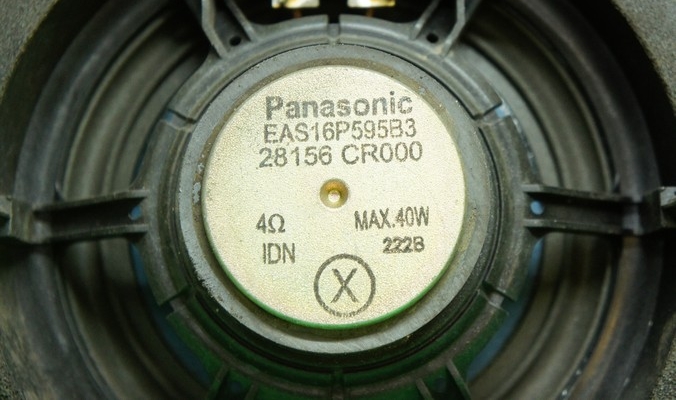 Panasonic
EAS16P595B3
28156 CR000
4Ω MAX.40W
IDN 222B
X